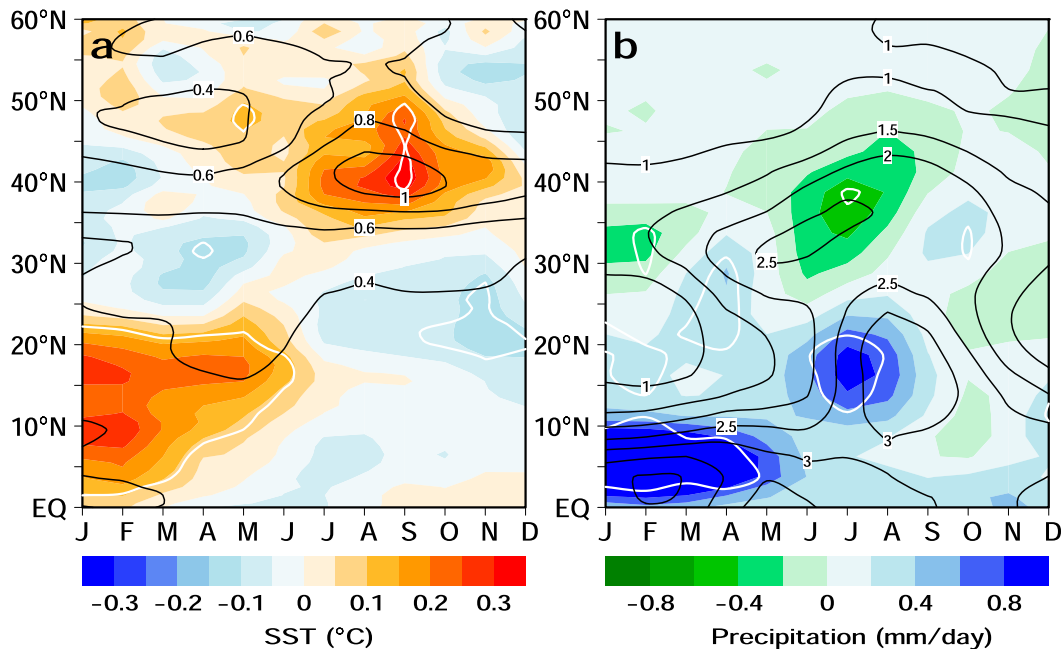 a
b
60°N
50°N
40°N
30°N
20°N
10°N
EQ
0.6
0.4
0.8
0.6
1
0.6
0.4
J F M A M J J A S O N D
-0.3 -0.2 -0.1 0 0.1 0.2 0.3
SST (°C)
60°N
50°N
40°N
30°N
20°N
10°N
EQ
1
1
1.5
1
2
2.5
2.5
1
2.5
3
3
J F M A M J J A S O N D
-0.8 -0.4 0 0.4 0.8
Precipitation (mm/day)